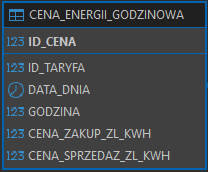 CENA_ENERGII_GODZINOWA
123 ID_CENA
123 ID_TARYFA
DATA_DNIA
123 GODZINA
123 CENA_ZAKUP_ZL_KWH
123 CENA_SPRZEDAZ_ZL_KWH